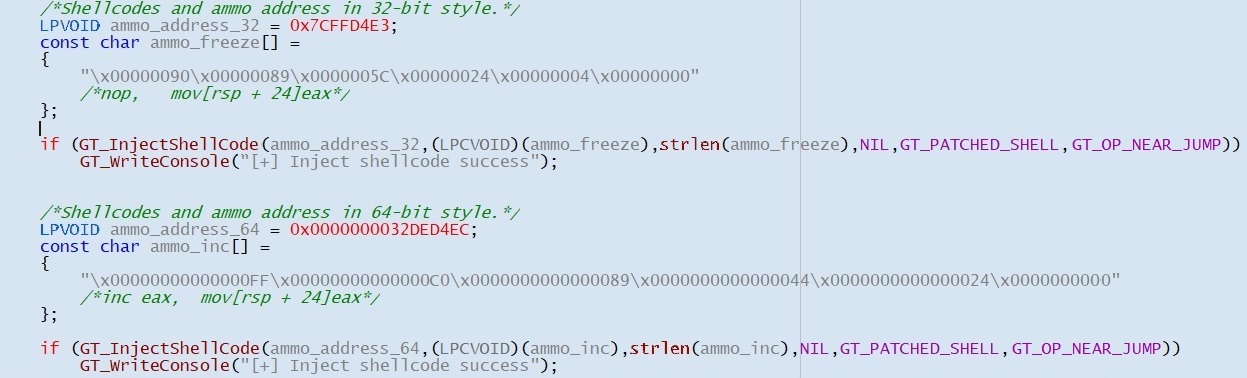 /*Shellcodes and ammo address in 32-bit style.*/
LPVOID ammo_address_32 = 0x7CFFD4E3;
const char ammo_freeze[] =
{
"\x00000090\x00000089\x0000005C\x00000024\x00000004\x00000000"
/*nop,   mov[rsp + 24]eax*/
};
if (GT_InjectShellCode(ammo_address_32,(LPCVOID)(ammo_freeze),strlen(ammo_freeze),NIL,GT_PATCHED_SHELL,GT_OP_NEAR_JUMP))
GT_WriteConsole("[+] Inject shellcode success");
/*Shellcodes and ammo address in 64-bit style.*/
LPVOID ammo_address_64 = 0x0000000032DED4EC;
const char ammo_inc[] =
{
"\x00000000000000FF\x00000000000000C0\x0000000000000089\x0000000000000044\x0000000000000024\x0000000000"
/*inc eax,  mov[rsp + 24]eax*/
};
if (GT_InjectShellCode(ammo_address_64,(LPCVOID)(ammo_inc),strlen(ammo_inc),NIL,GT_PATCHED_SHELL,GT_OP_NEAR_JUMP))
GT_WriteConsole("[+] Inject shellcode success");